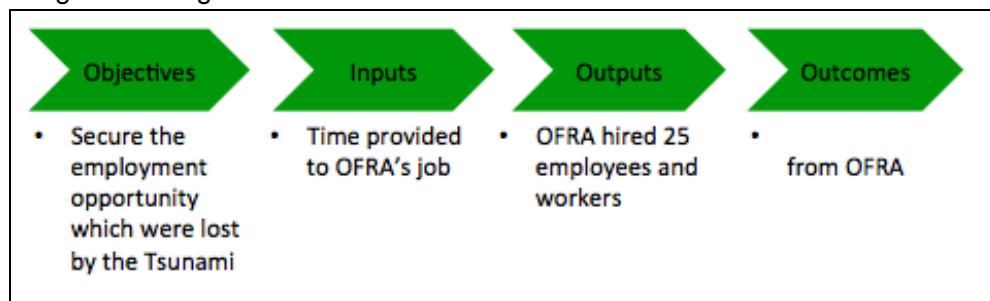 Objectives
Inputs
Outputs
Outcomes
• Secure the
employment
opportunity
which were lost
by the Tsunami
• Time provided
to OFRA's job
• OFRA hired 25
employees and
workers
•
from OFRA